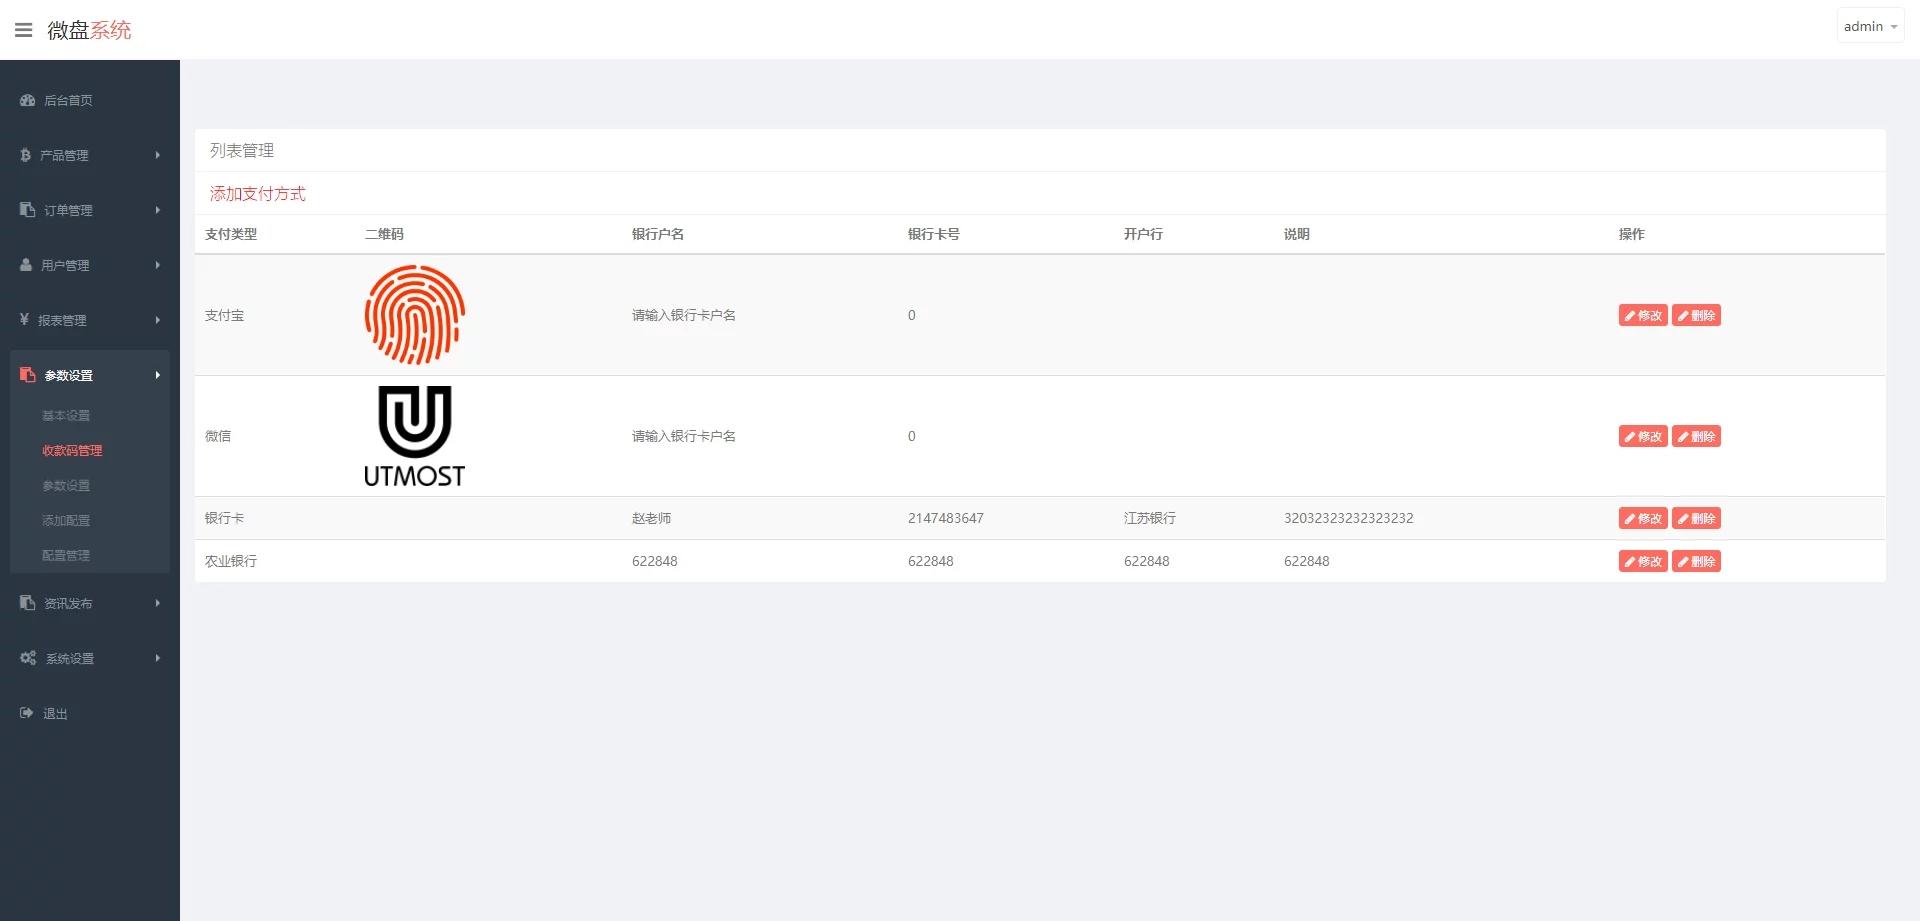 微盘系统
admin
后台首页
产品管理
订单管理
用户管理
报表管理
参数设置
基本设置
收款码管理
参数设置
添加配置
配置管理
资讯发布
系统设置
退出
列表管理
添加支付方式
支付类型 二维码 银行户名 银行卡号 开户行 说明 操作
支付宝 请输入银行卡户名 0 修改 删除
微信 UTMOST 请输入银行卡户名 0 修改 删除
银行卡 赵老师 2147483647 江苏银行 32032323232323232 修改 删除
农业银行 622848 622848 622848 622848 修改 删除